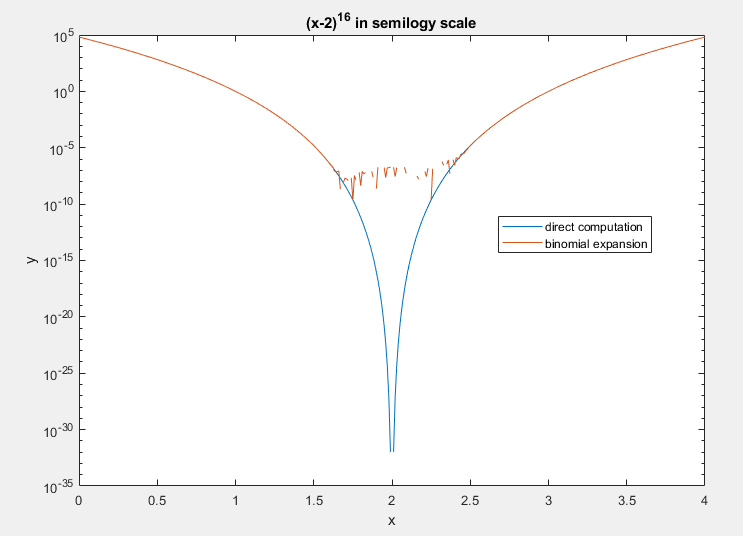 (x-2)^16 in semilogy scale
10^5
10^0
10^-5
10^-10
10^-15
10^-20
10^-25
10^-30
10^-35
y
direct computation
binomial expansion
0 0.5 1 1.5 2 2.5 3 3.5 4
x